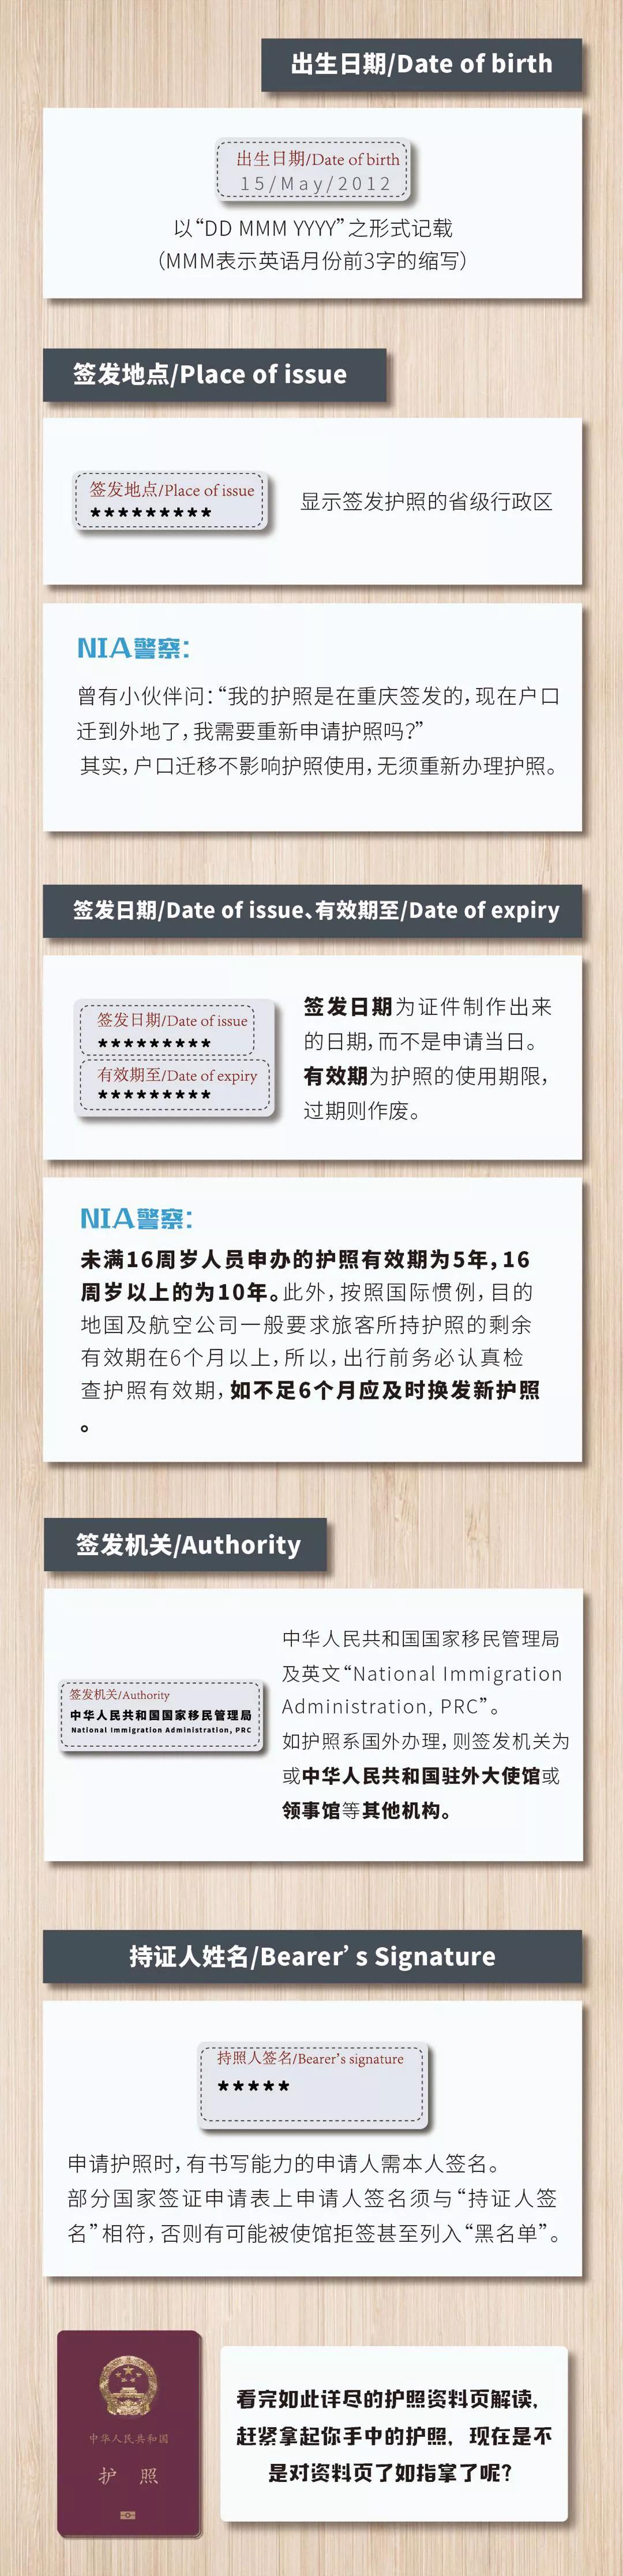 出生日期/Date of birth
出生日期/Date of birth
15/May/2012
以“DD MMM YYYY”之形式记载
（MMM表示英语月份前3字的缩写）
签发地点/Place of issue
签发地点/Place of issue
★★★★★★★★★
显示签发护照的省级行政区
NIA警察：
曾有小伙伴问：“我的护照是在重庆签发的，现在户口
迁到外地了，我需要重新申请护照吗？”
其实，户口迁移不影响护照使用，无须重新办理护照。
签发日期/Date of issue、有效期至/Date of expiry
签发日期/Date of issue
★★★★★★★★★
有效期至/Date of expiry
★★★★★★★★★
签发日期为证件制作出来
的日期，而不是申请当日。
有效期为护照的使用期限，
过期则作废。
NIA警察：
未满16周岁人员申办的护照有效期为5年，16
周岁以上的为10年。此外，按照国际惯例，目的
地国及航空公司一般要求旅客所持护照的剩余
有效期在6个月以上，所以，出行前务必认真检
查护照有效期，如不足6个月应及时换发新护照
。
签发机关/Authority
签发机关/Authority
中华人民共和国国家移民管理局
National Immigration Administration, PRC
中华人民共和国国家移民管理局
及英文“National Immigration
Administration, PRC”。
如护照系国外办理，则签发机关为
或中华人民共和国驻外大使馆或
领事馆等其他机构。
持证人姓名/Bearer’s Signature
持照人签名/Bearer’s signature
★★★★★
申请护照时，有书写能力的申请人需本人签名。
部分国家签证申请表上申请人签名须与“持证人签
名”相符，否则有可能被使馆拒签甚至列入“黑名单”。
中华人民共和国
护 照
看完如此详尽的护照资料页解读，
赶紧拿起你手中的护照，现在是不
是对资料页了如指掌了呢？